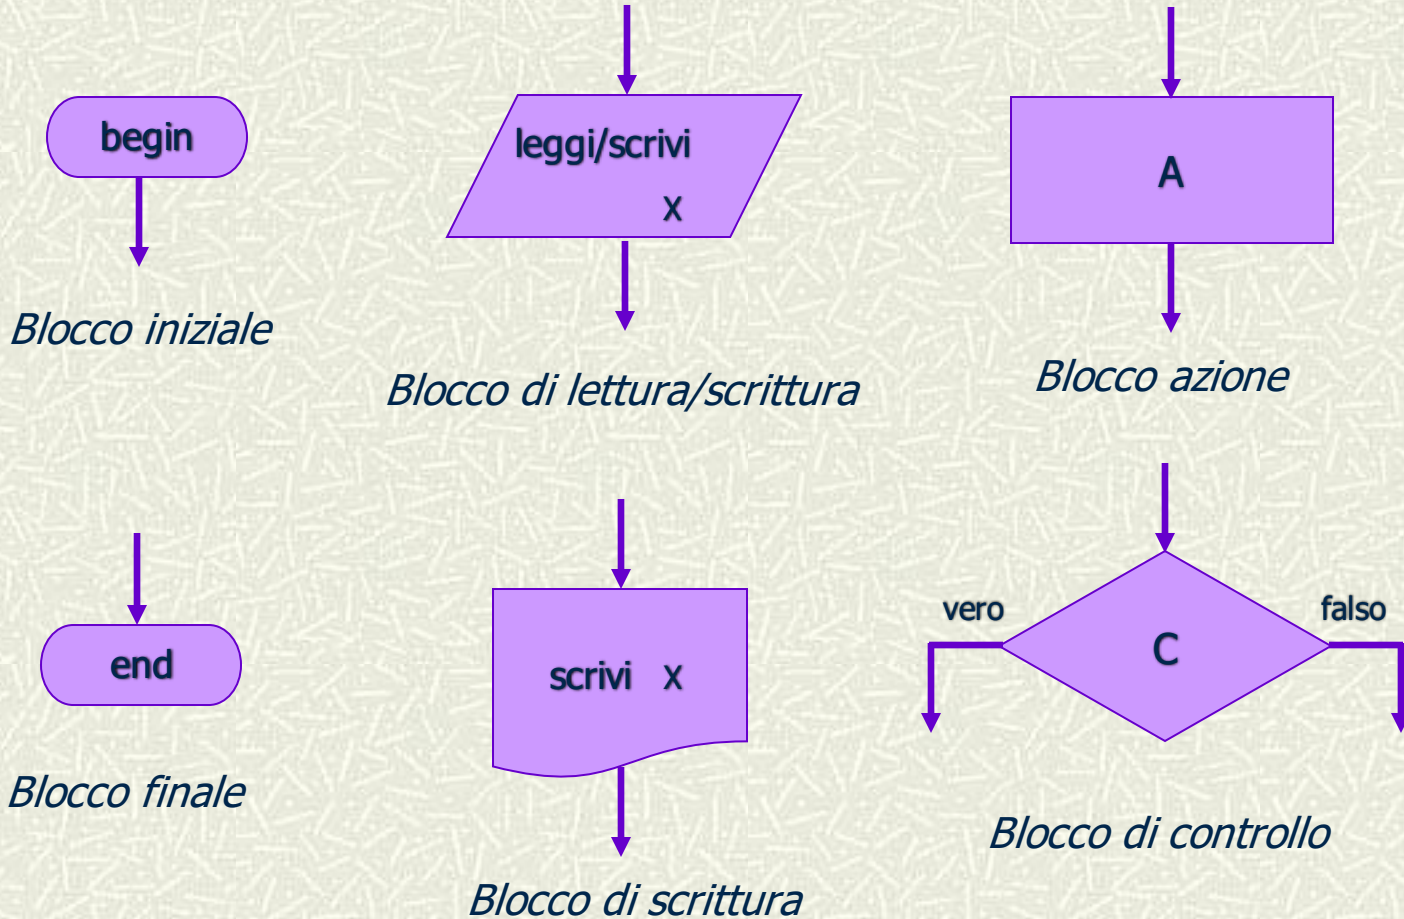 begin
Blocco iniziale
leggi/scrivi
x
Blocco di lettura/scrittura
A
Blocco azione
end
Blocco finale
scrivi x
Blocco di scrittura
vero
C
falso
Blocco di controllo